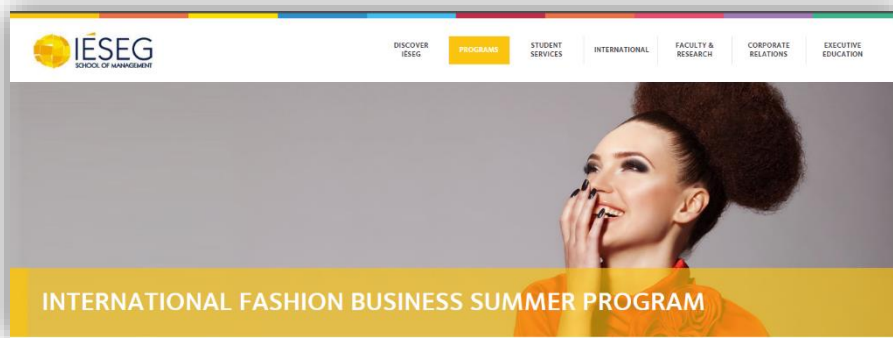 IÉSEG
SCHOOL OF MANAGEMENT
DISCOVER
IÉSEG
PROGRAMS
STUDENT
SERVICES
INTERNATIONAL
FACULTY &
RESEARCH
CORPORATE
RELATIONS
EXECUTIVE
EDUCATION
INTERNATIONAL FASHION BUSINESS SUMMER PROGRAM